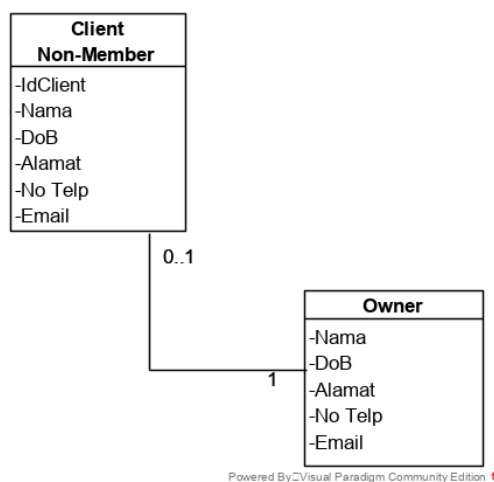 Client
Non-Member
-IdClient
-Nama
-DoB
-Alamat
-No Telp
-Email
0..1
Owner
1
-Nama
-DoB
-Alamat
-No Telp
-Email
Powered By Visual Paradigm Community Edition